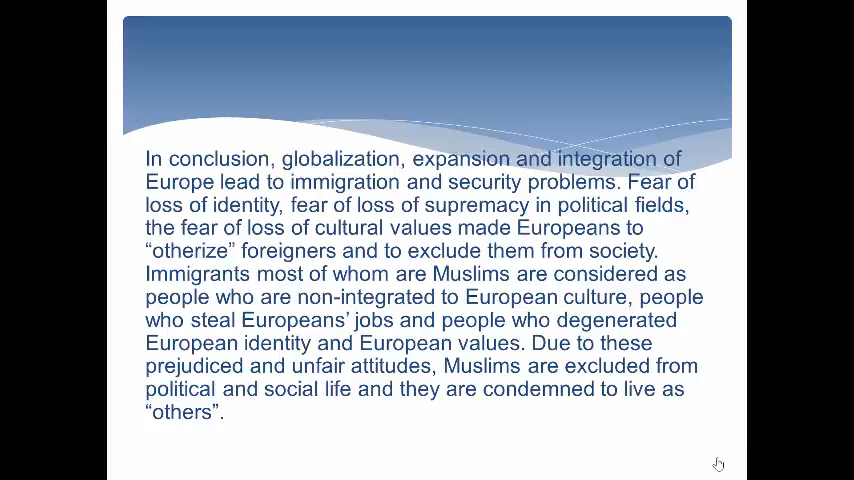 In conclusion, globalization, expansion and integration of
Europe lead to immigration and security problems. Fear of
loss of identity, fear of loss of supremacy in political fields,
the fear of loss of cultural values made Europeans to
“otherize” foreigners and to exclude them from society.
Immigrants most of whom are Muslims are considered as
people who are non-integrated to European culture, people
who steal Europeans’ jobs and people who degenerated
European identity and European values. Due to these
prejudiced and unfair attitudes, Muslims are excluded from
political and social life and they are condemned to live as
“others”.